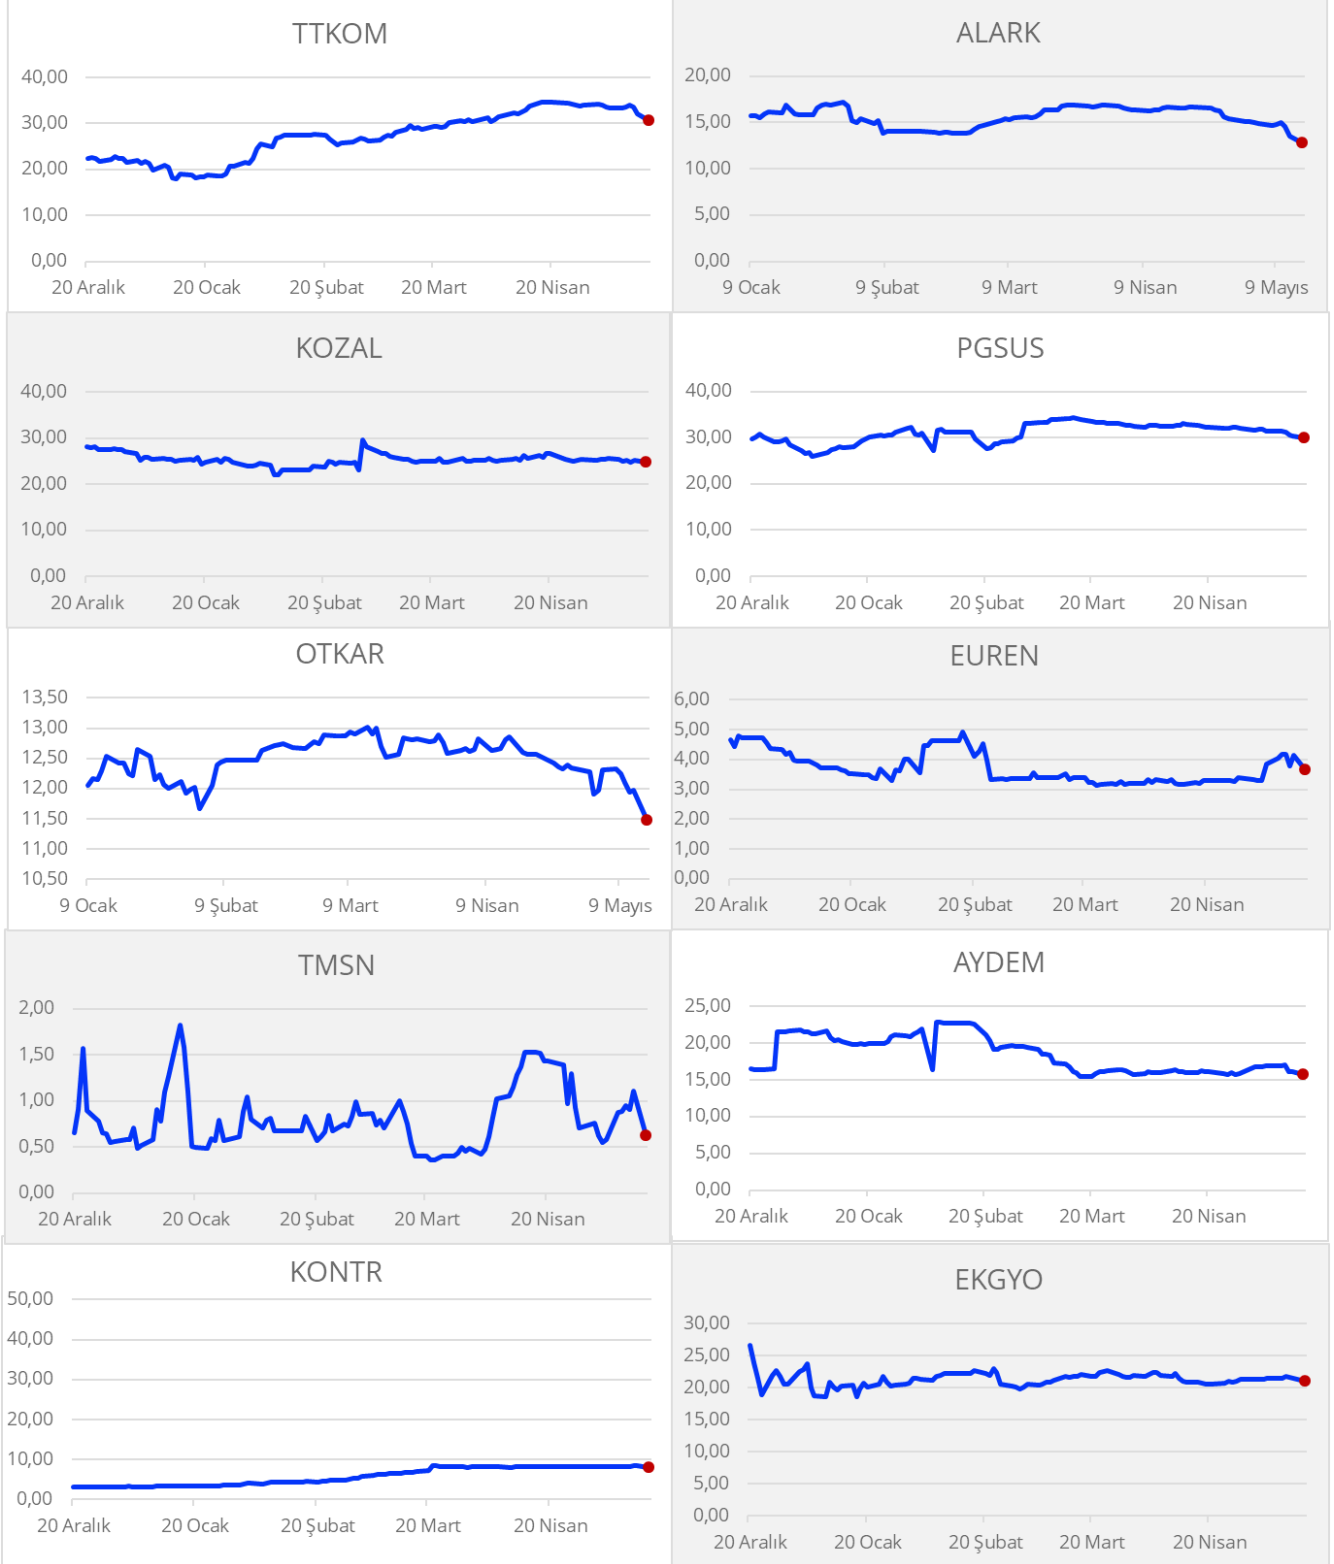 TTKOM
40,00
30,00
20,00
10,00
0,00
20 Aralık 20 Ocak 20 Şubat 20 Mart 20 Nisan
ALARK
20,00
15,00
10,00
5,00
0,00
9 Ocak 9 Şubat 9 Mart 9 Nisan 9 Mayıs
KOZAL
40,00
30,00
20,00
10,00
0,00
20 Aralık 20 Ocak 20 Şubat 20 Mart 20 Nisan
PGSUS
40,00
30,00
20,00
10,00
0,00
20 Aralık 20 Ocak 20 Şubat 20 Mart 20 Nisan
OTKAR
13,50
13,00
12,50
12,00
11,50
11,00
10,50
9 Ocak 9 Şubat 9 Mart 9 Nisan 9 Mayıs
EUREN
6,00
5,00
4,00
3,00
2,00
1,00
0,00
20 Aralık 20 Ocak 20 Şubat 20 Mart 20 Nisan
TMSN
2,00
1,50
1,00
0,50
0,00
20 Aralık 20 Ocak 20 Şubat 20 Mart 20 Nisan
AYDEM
25,00
20,00
15,00
10,00
5,00
0,00
20 Aralık 20 Ocak 20 Şubat 20 Mart 20 Nisan
KONTR
50,00
40,00
30,00
20,00
10,00
0,00
20 Aralık 20 Ocak 20 Şubat 20 Mart 20 Nisan
EKGYO
30,00
25,00
20,00
15,00
10,00
5,00
0,00
20 Aralık 20 Ocak 20 Şubat 20 Mart 20 Nisan